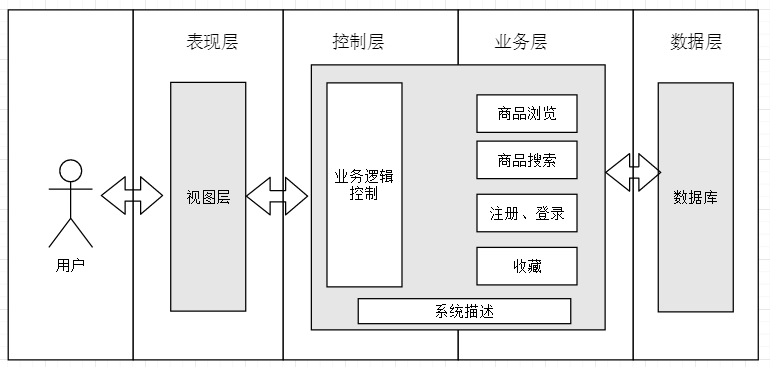 表现层
控制层
业务层
数据层
用户
视图层
业务逻辑
控制
商品浏览
商品搜索
注册、登录
收藏
系统描述
数据库